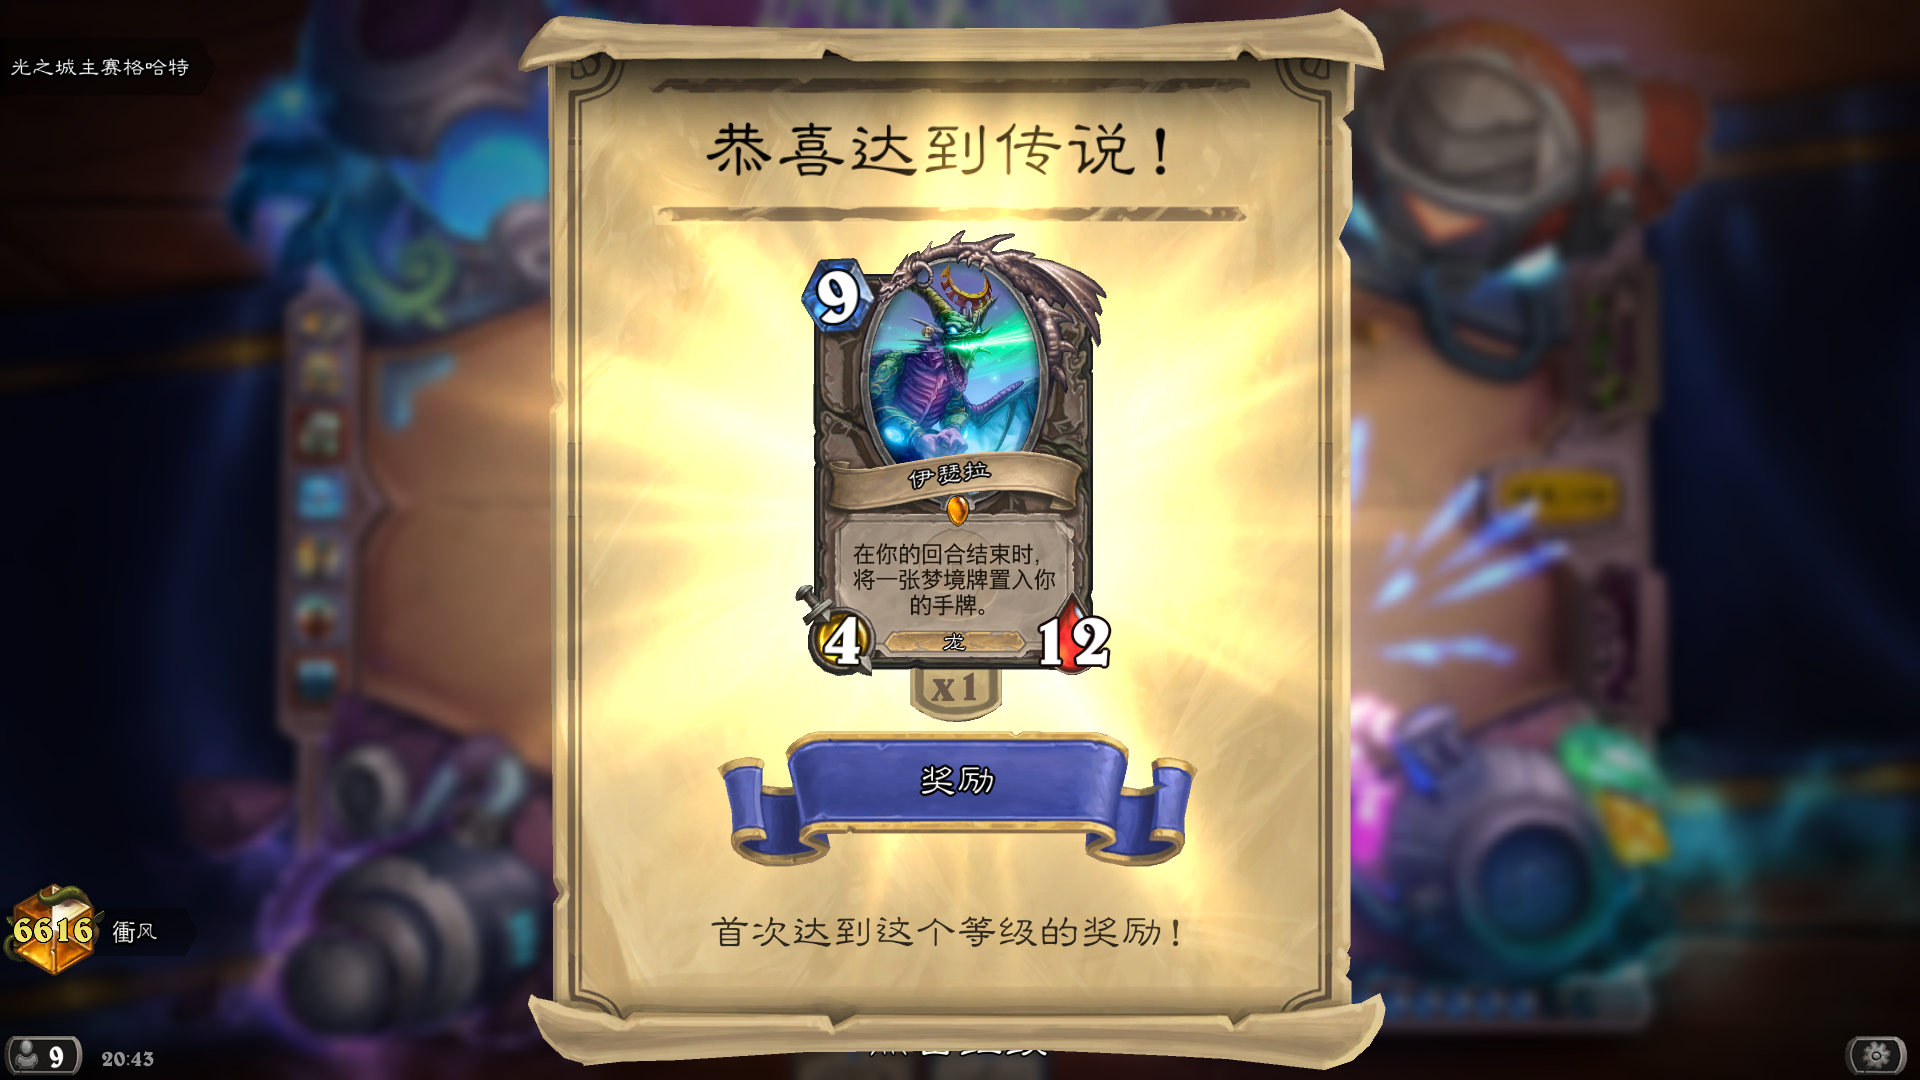 光之城主赛格哈特
恭喜达到传说！
9
伊瑟拉
在你的回合结束时，
将一张梦境牌置入你
的手牌。
4
龙
12
x1
奖励
首次达到这个等级的奖励！
6616
衝风
9
20:43